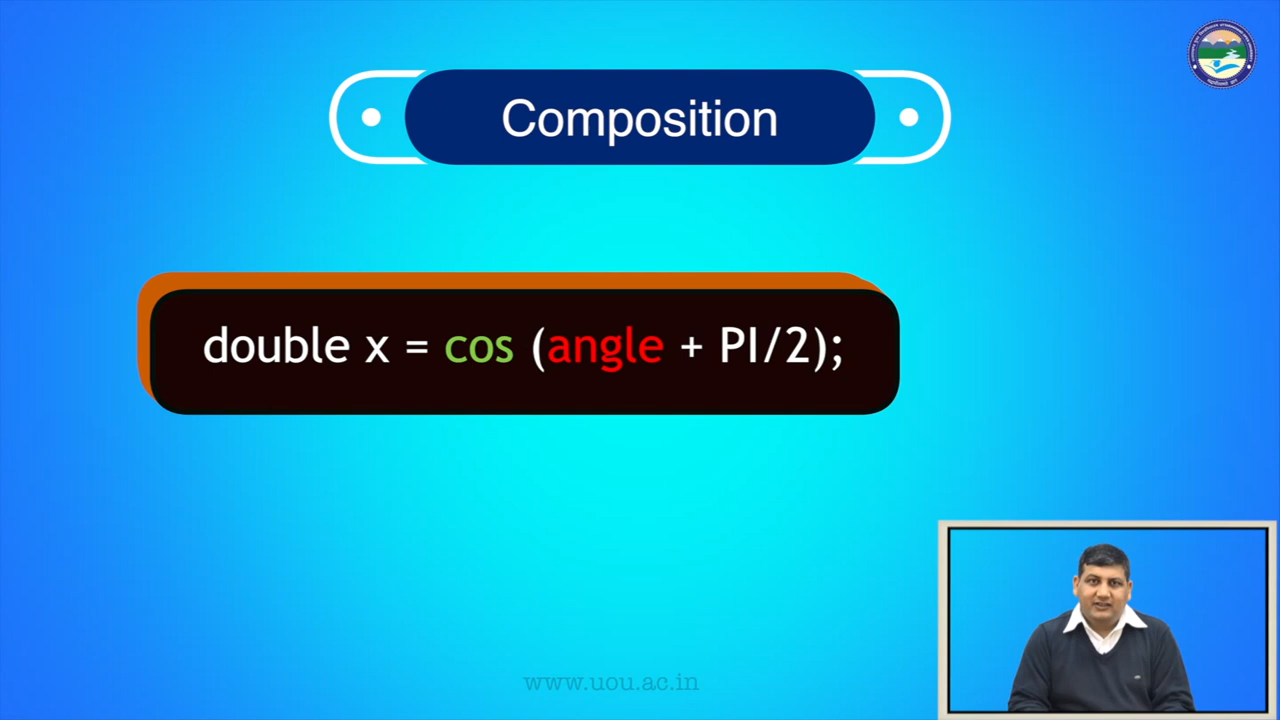 Composition
double x = cos (angle + PI/2);
www.uou.ac.in